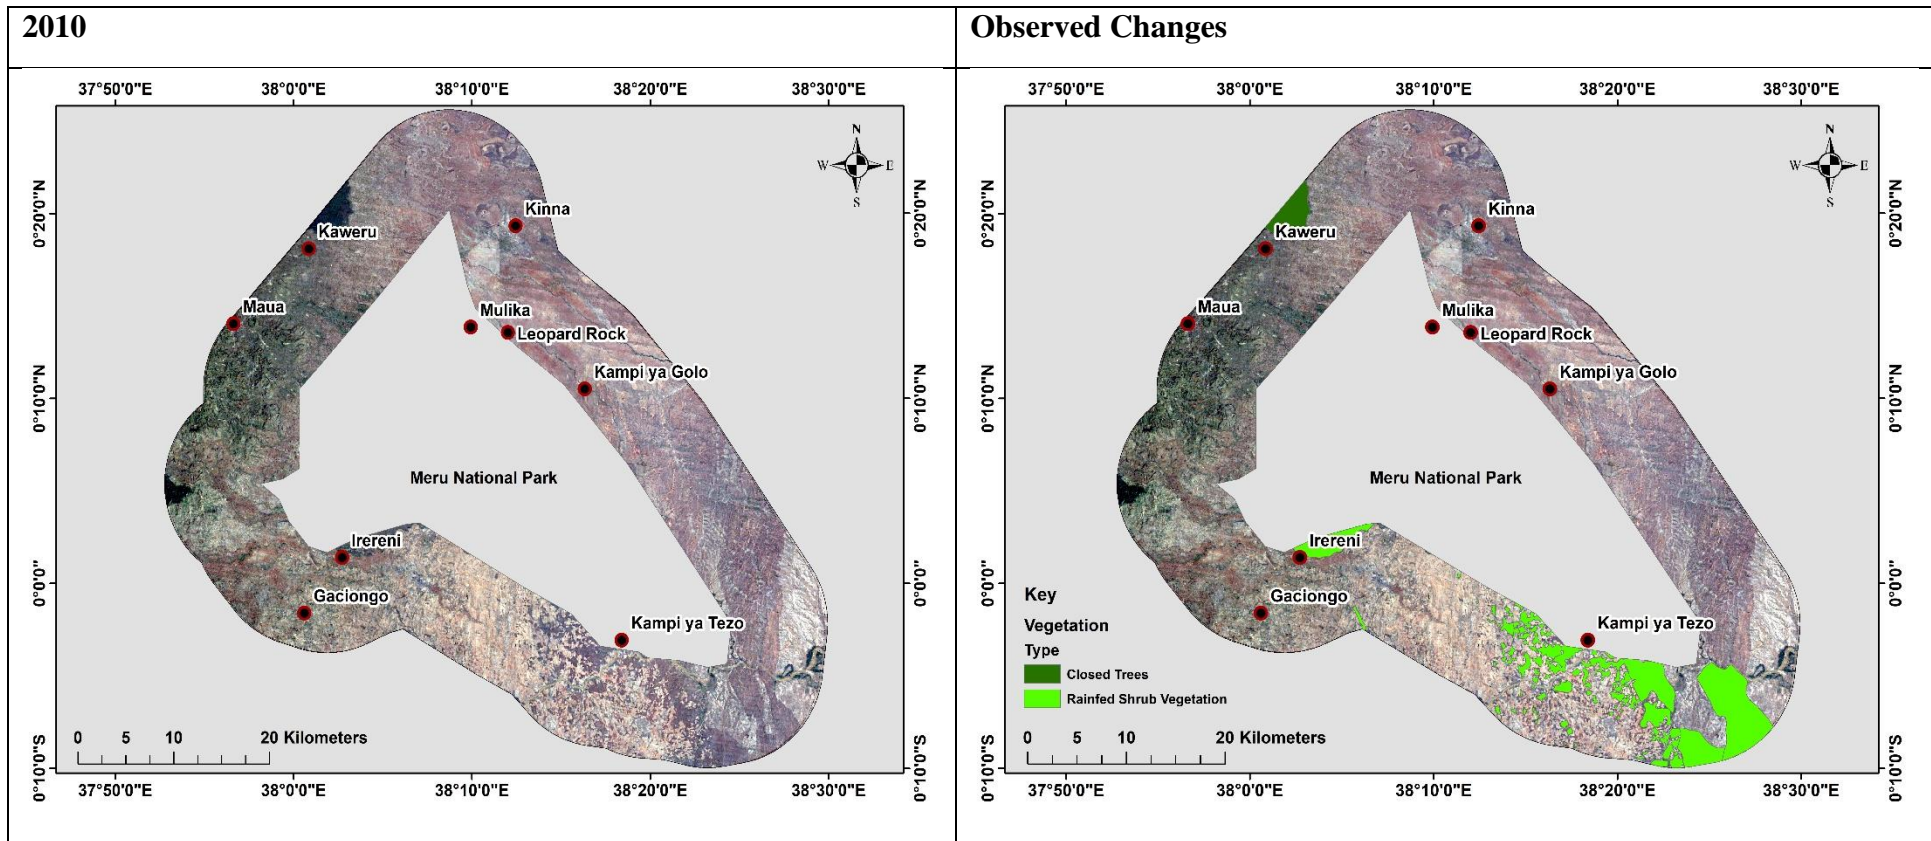 2010
Observed Changes
37°50'0"E 38°0'0"E 38°10'0"E 38°20'0"E 38°30'0"E
N
W E
S
0°20'0"N
0°20'0"N
Kinna
Kaweru
Maua
Mulika
Leopard Rock
Kampi ya Golo
0°10'0"N
0°10'0"N
Meru National Park
Irereni
0°0'0"
0°0'0"
Gaciongo
Kampi ya Tezo
0 5 10 20 Kilometers
0°10'0"S
0°10'0"S
37°50'0"E 38°0'0"E 38°10'0"E 38°20'0"E 38°30'0"E
37°50'0"E 38°0'0"E 38°10'0"E 38°20'0"E 38°30'0"E
N
W E
S
0°20'0"N
0°20'0"N
Kinna
Kaweru
Maua
Mulika
Leopard Rock
Kampi ya Golo
0°10'0"N
0°10'0"N
Meru National Park
Irereni
0°0'0"
0°0'0"
Key
Gaciongo
Vegetation
Kampi ya Tezo
Type
Closed Trees
Rainfed Shrub Vegetation
0 5 10 20 Kilometers
0°10'0"S
0°10'0"S
37°50'0"E 38°0'0"E 38°10'0"E 38°20'0"E 38°30'0"E